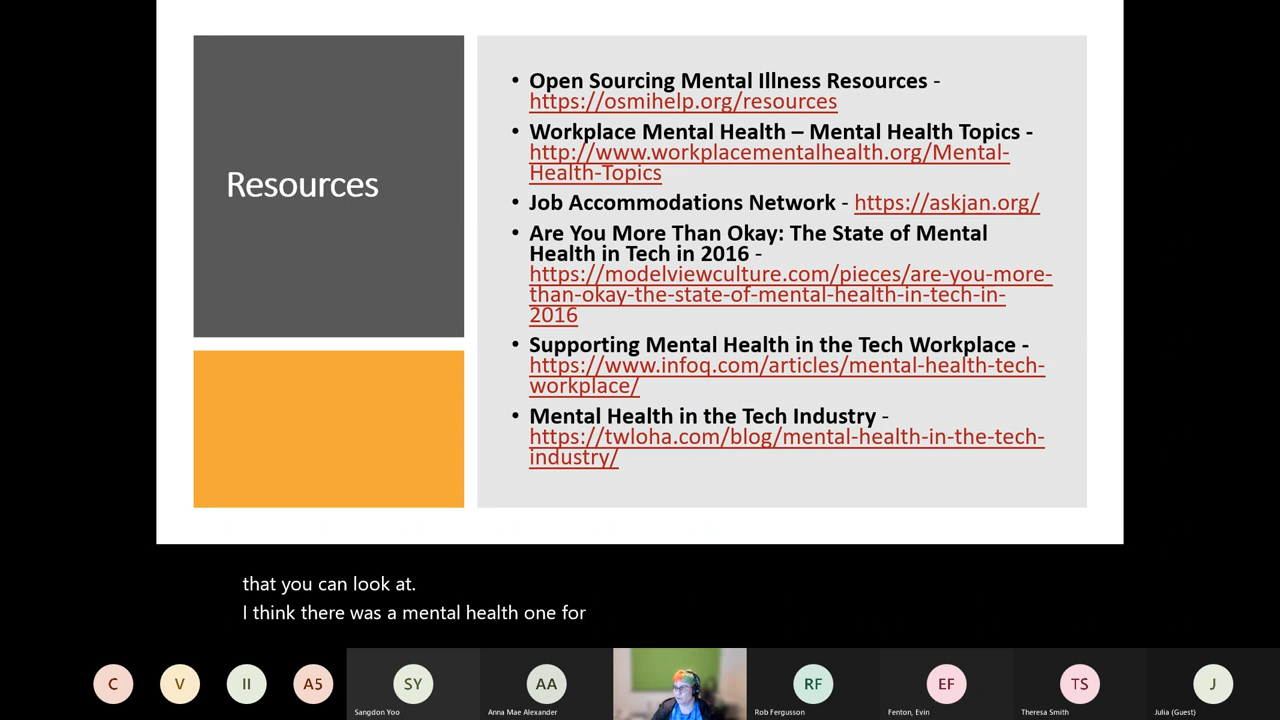 Resources
• Open Sourcing Mental Illness Resources -
https://osmihelp.org/resources
• Workplace Mental Health – Mental Health Topics -
http://www.workplacementalhealth.org/Mental-
Health-Topics
• Job Accommodations Network - https://askjan.org/
• Are You More Than Okay: The State of Mental
Health in Tech in 2016 -
https://modelviewculture.com/pieces/are-you-more-
than-okay-the-state-of-mental-health-in-tech-in-
2016
• Supporting Mental Health in the Tech Workplace -
https://www.infoq.com/articles/mental-health-tech-
workplace/
• Mental Health in the Tech Industry -
https://twloha.com/blog/mental-health-in-the-tech-
industry/
that you can look at.
I think there was a mental health one for
C
V
II
A5
SY
Sangdon Yoo
AA
Anna Mae Alexander
RF
Rob Fergusson
EF
Fenton, Evin
TS
Theresa Smith
J
Julia (Guest)